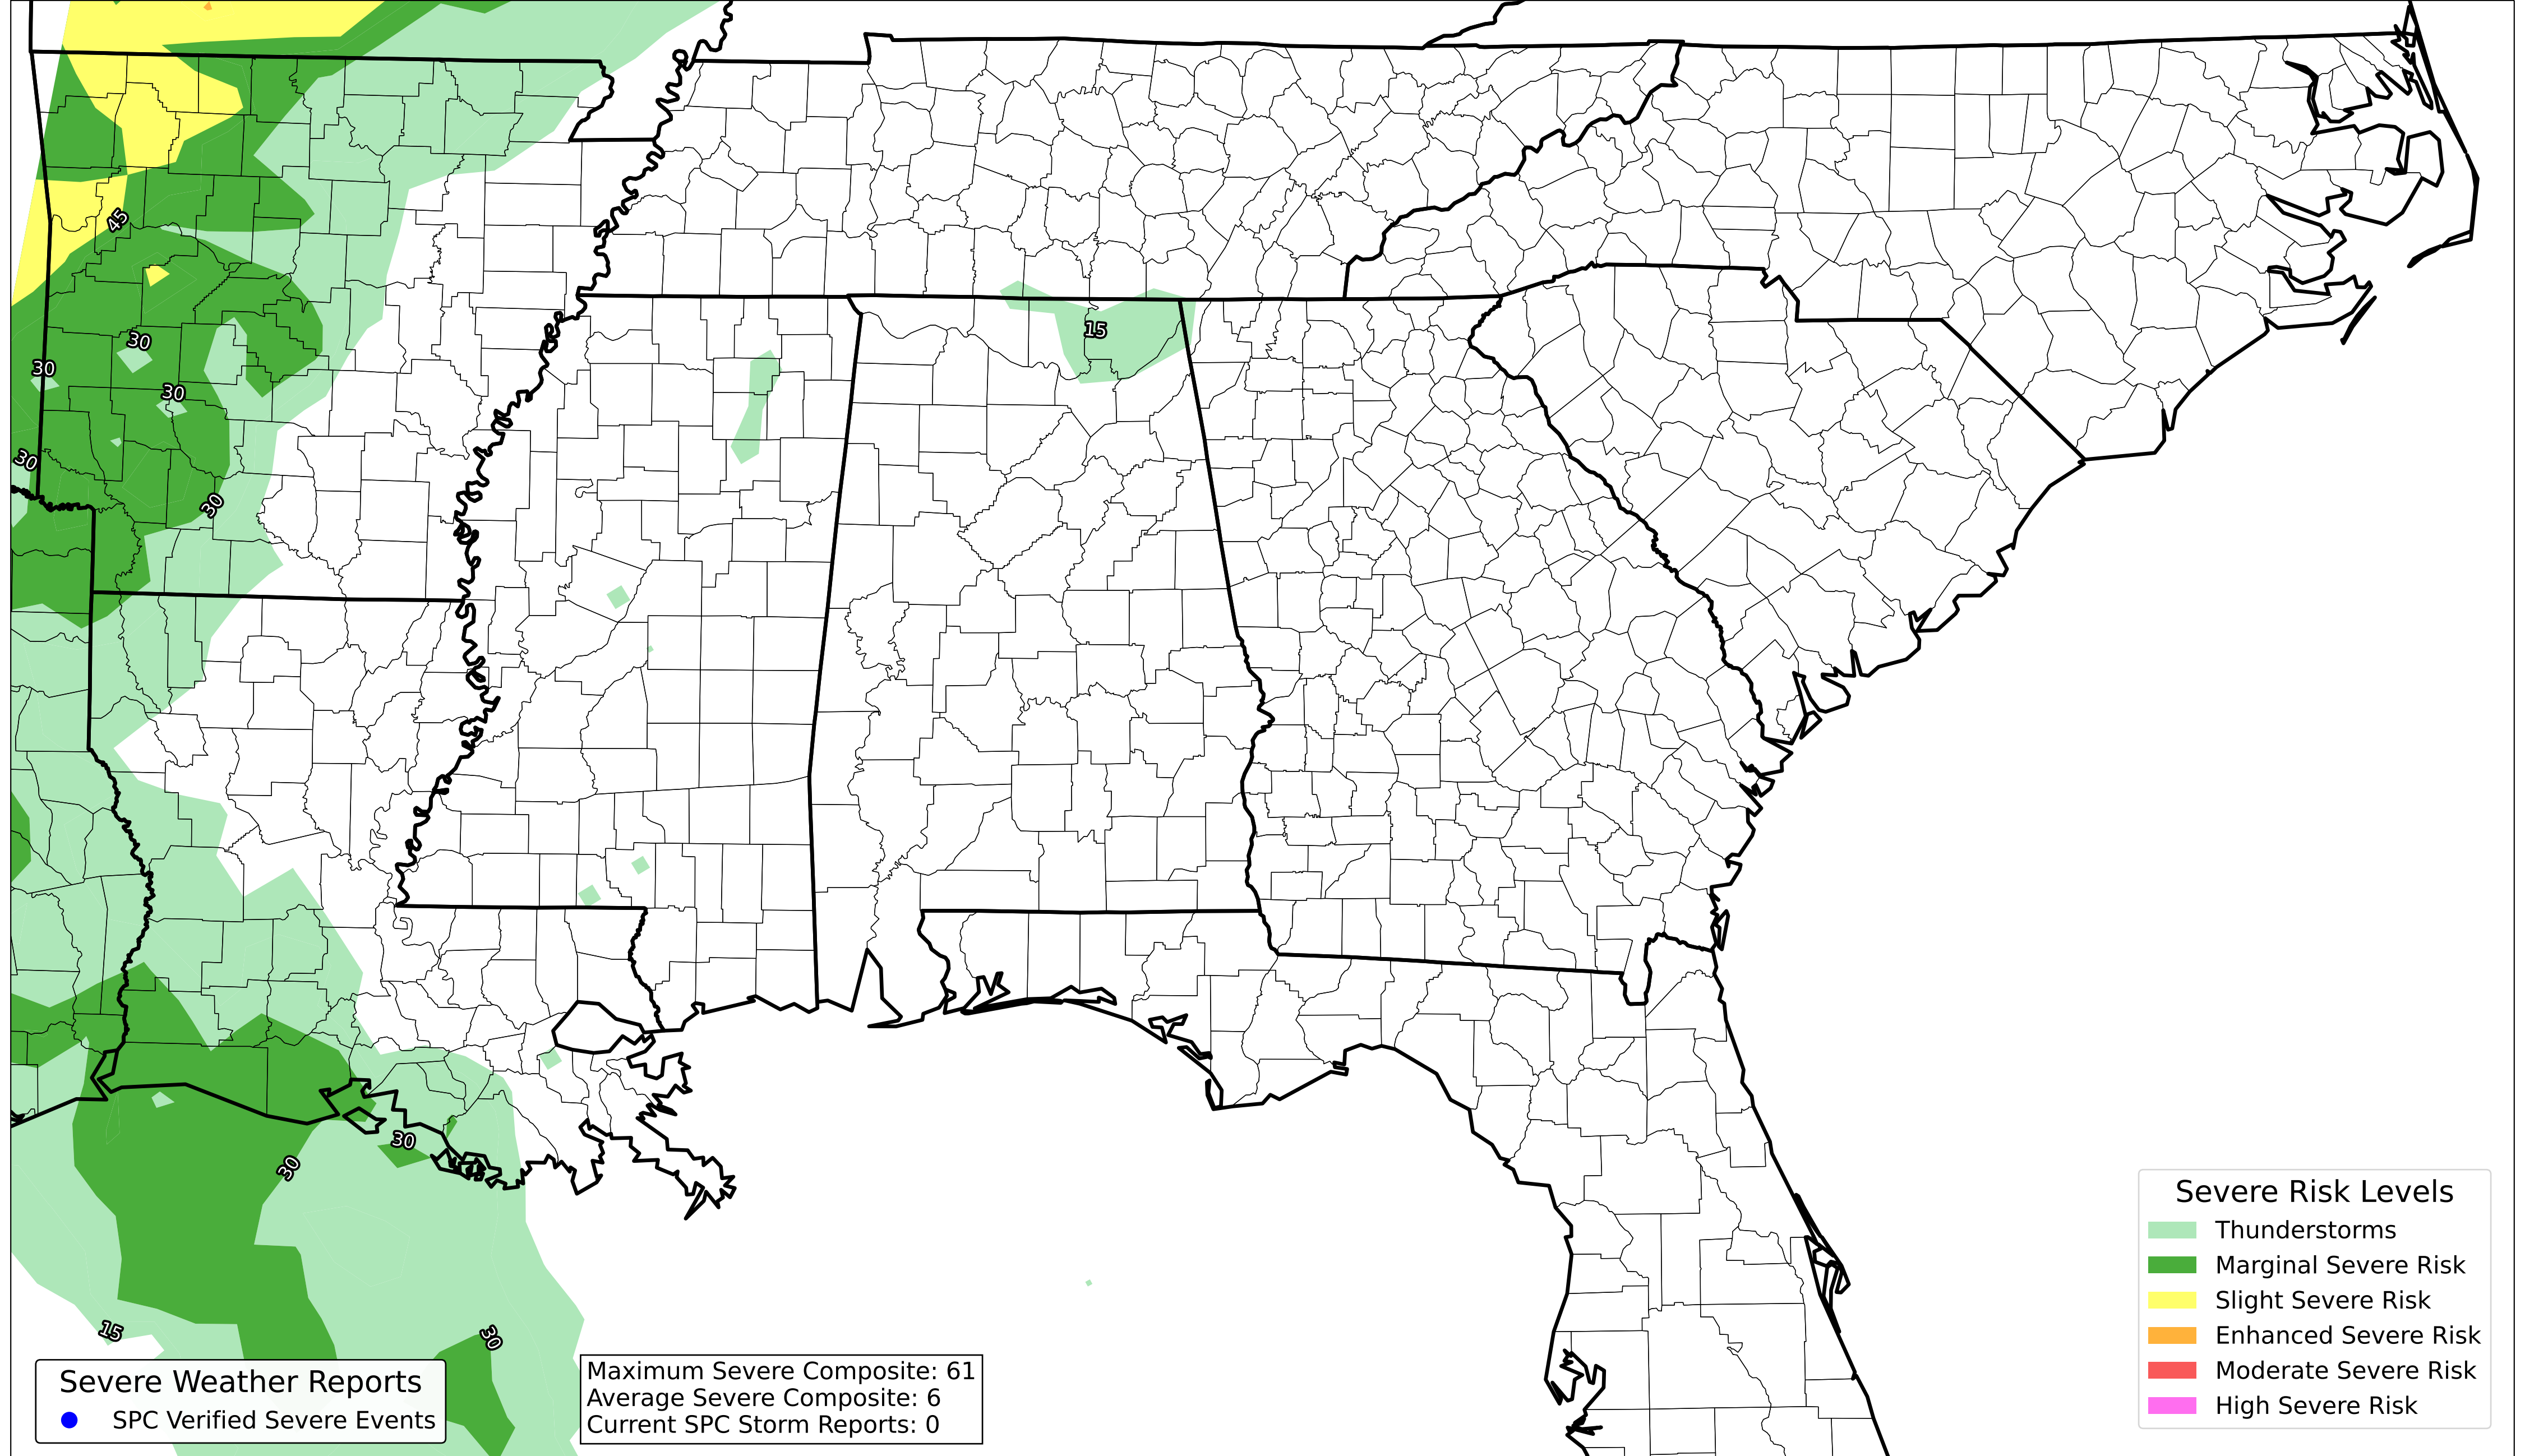 45
15
30
30
30
30
30
30
30
15
30
Severe Weather Reports
SPC Verified Severe Events
Maximum Severe Composite: 61
Average Severe Composite: 6
Current SPC Storm Reports: 0
Severe Risk Levels
Thunderstorms
Marginal Severe Risk
Slight Severe Risk
Enhanced Severe Risk
Moderate Severe Risk
High Severe Risk